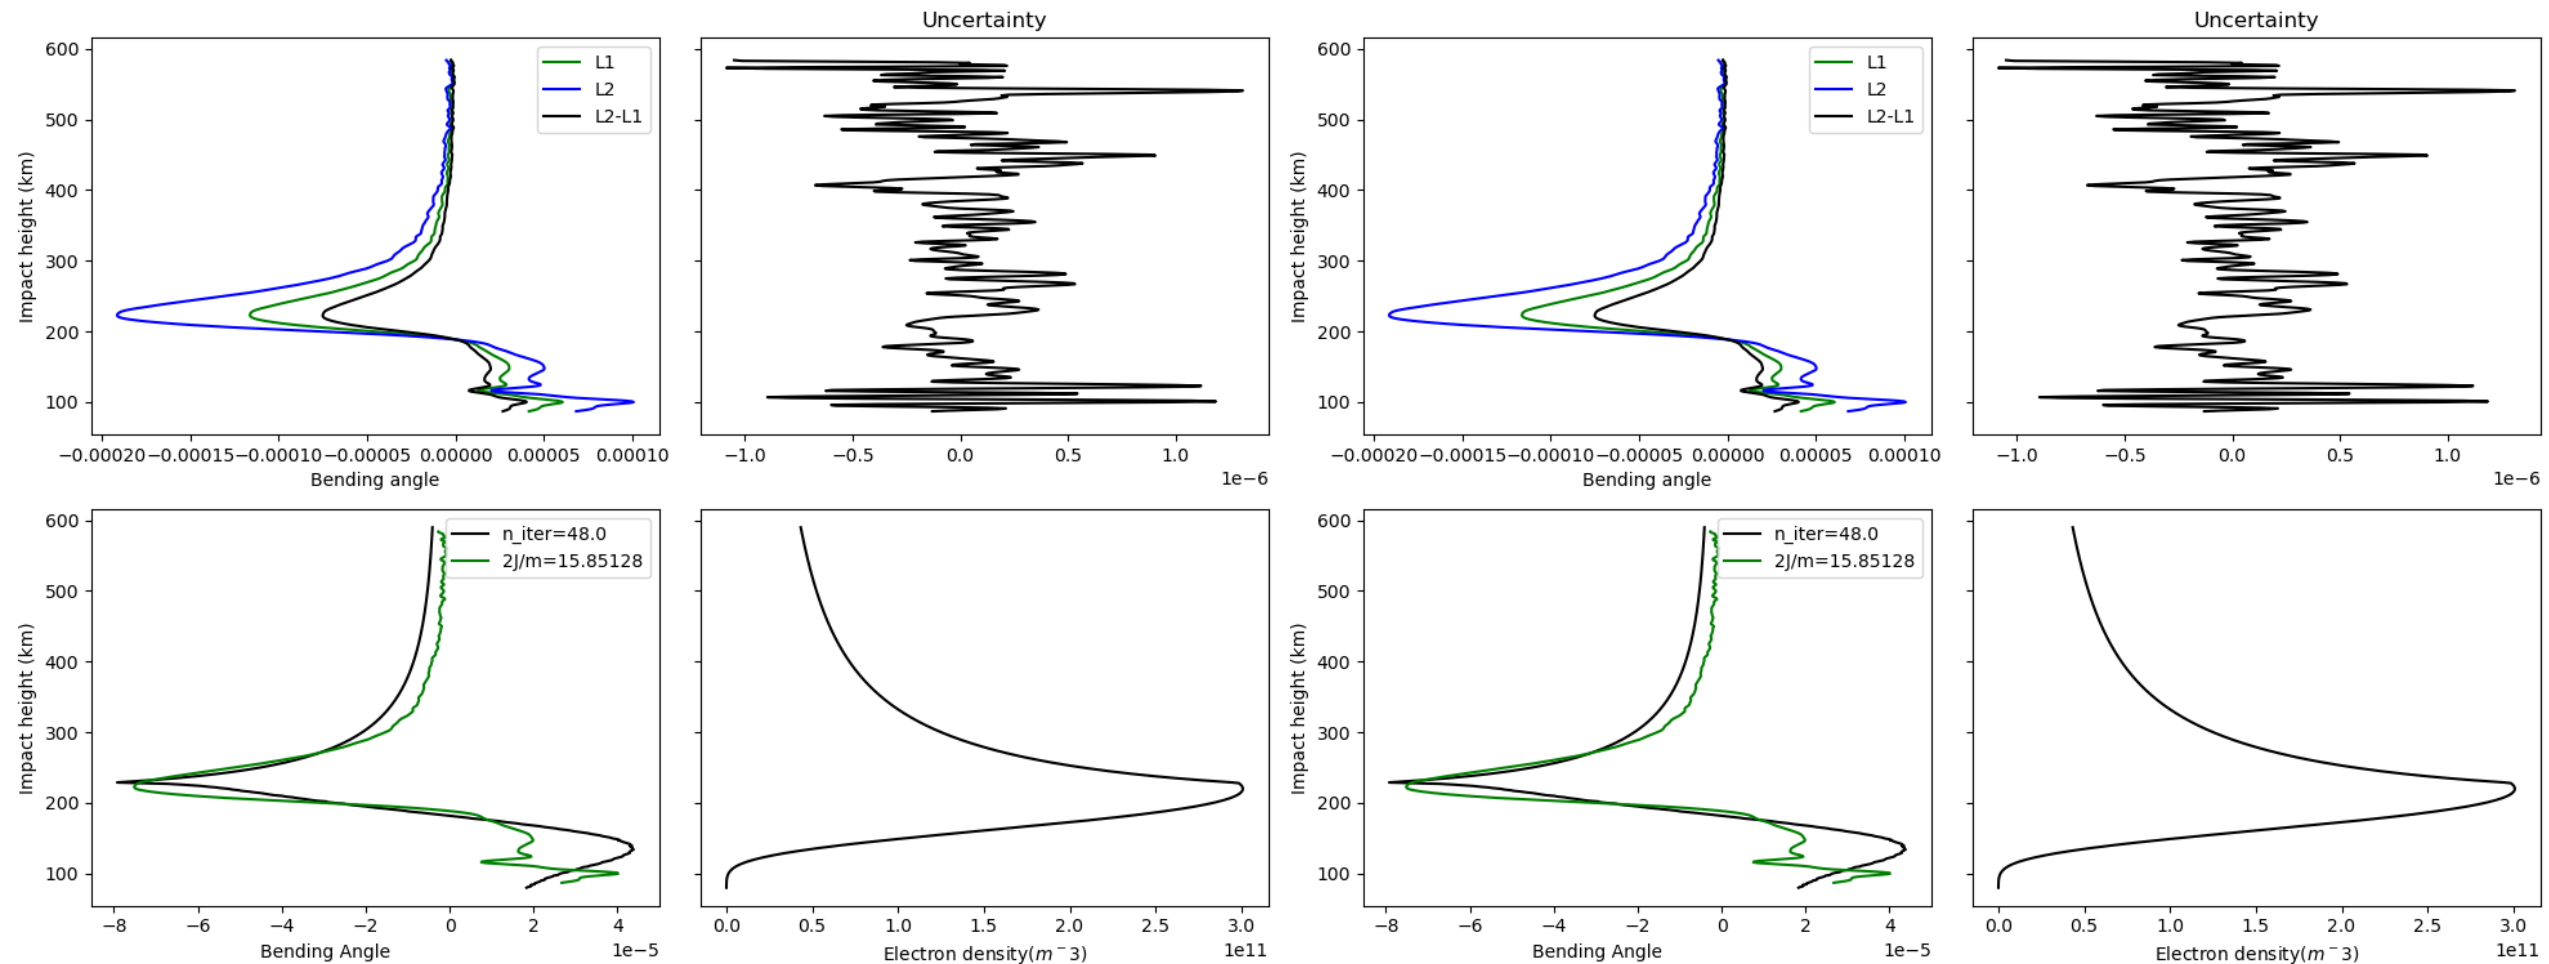 Uncertainty
Uncertainty
600
500
400
300
200
100
Impact height (km)
L1
L2
L2-L1
−0.00020
−0.00015
−0.00010
−0.00005
0.00000
0.00005
0.00010
Bending angle
−1.0
−0.5
0.0
0.5
1.0
1e−6
600
500
400
300
200
100
Impact height (km)
L1
L2
L2-L1
−0.00020
−0.00015
−0.00010
−0.00005
0.00000
0.00005
0.00010
Bending angle
−1.0
−0.5
0.0
0.5
1.0
1e−6
600
500
400
300
200
100
Impact height (km)
n_iter=48.0
2J/m=15.85128
−8
−6
−4
−2
0
2
4
1e−5
Bending Angle
0.0
0.5
1.0
1.5
2.0
2.5
3.0
1e11
Electron density(m⁻3)
600
500
400
300
200
100
Impact height (km)
n_iter=48.0
2J/m=15.85128
−8
−6
−4
−2
0
2
4
1e−5
Bending Angle
0.0
0.5
1.0
1.5
2.0
2.5
3.0
1e11
Electron density(m⁻3)